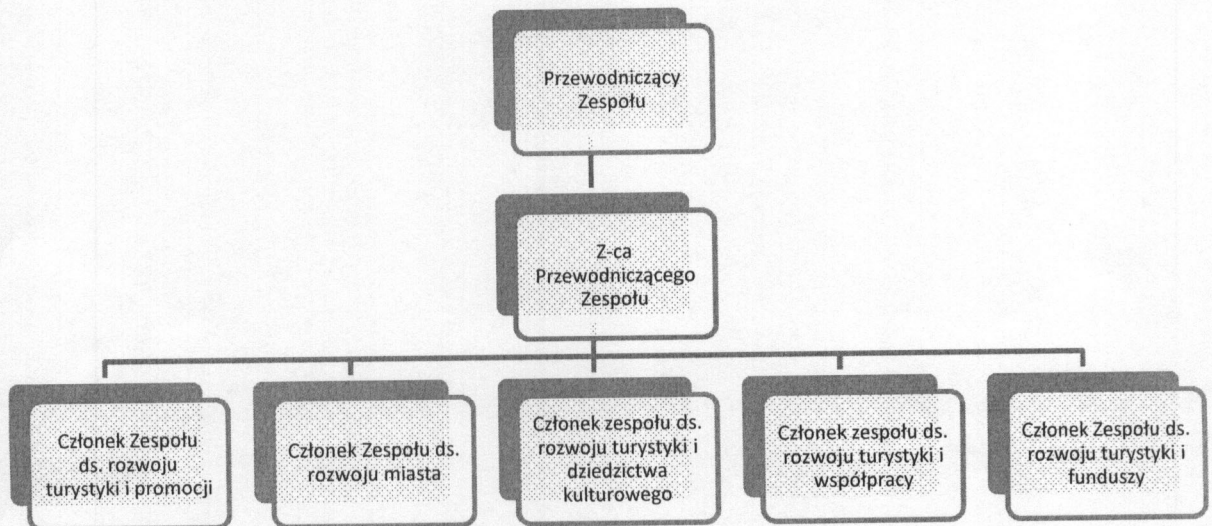 Przewodniczący
Zespołu
Z-ca
Przewodniczącego
Zespołu
Członek Zespołu
ds. rozwoju
turystyki i promocji
Członek Zespołu ds.
rozwoju miasta
Członek zespołu ds.
rozwoju turystyki i
dziedzictwa
kulturowego
Członek zespołu ds.
rozwoju turystyki i
współpracy
Członek Zespołu ds.
rozwoju turystyki i
funduszy